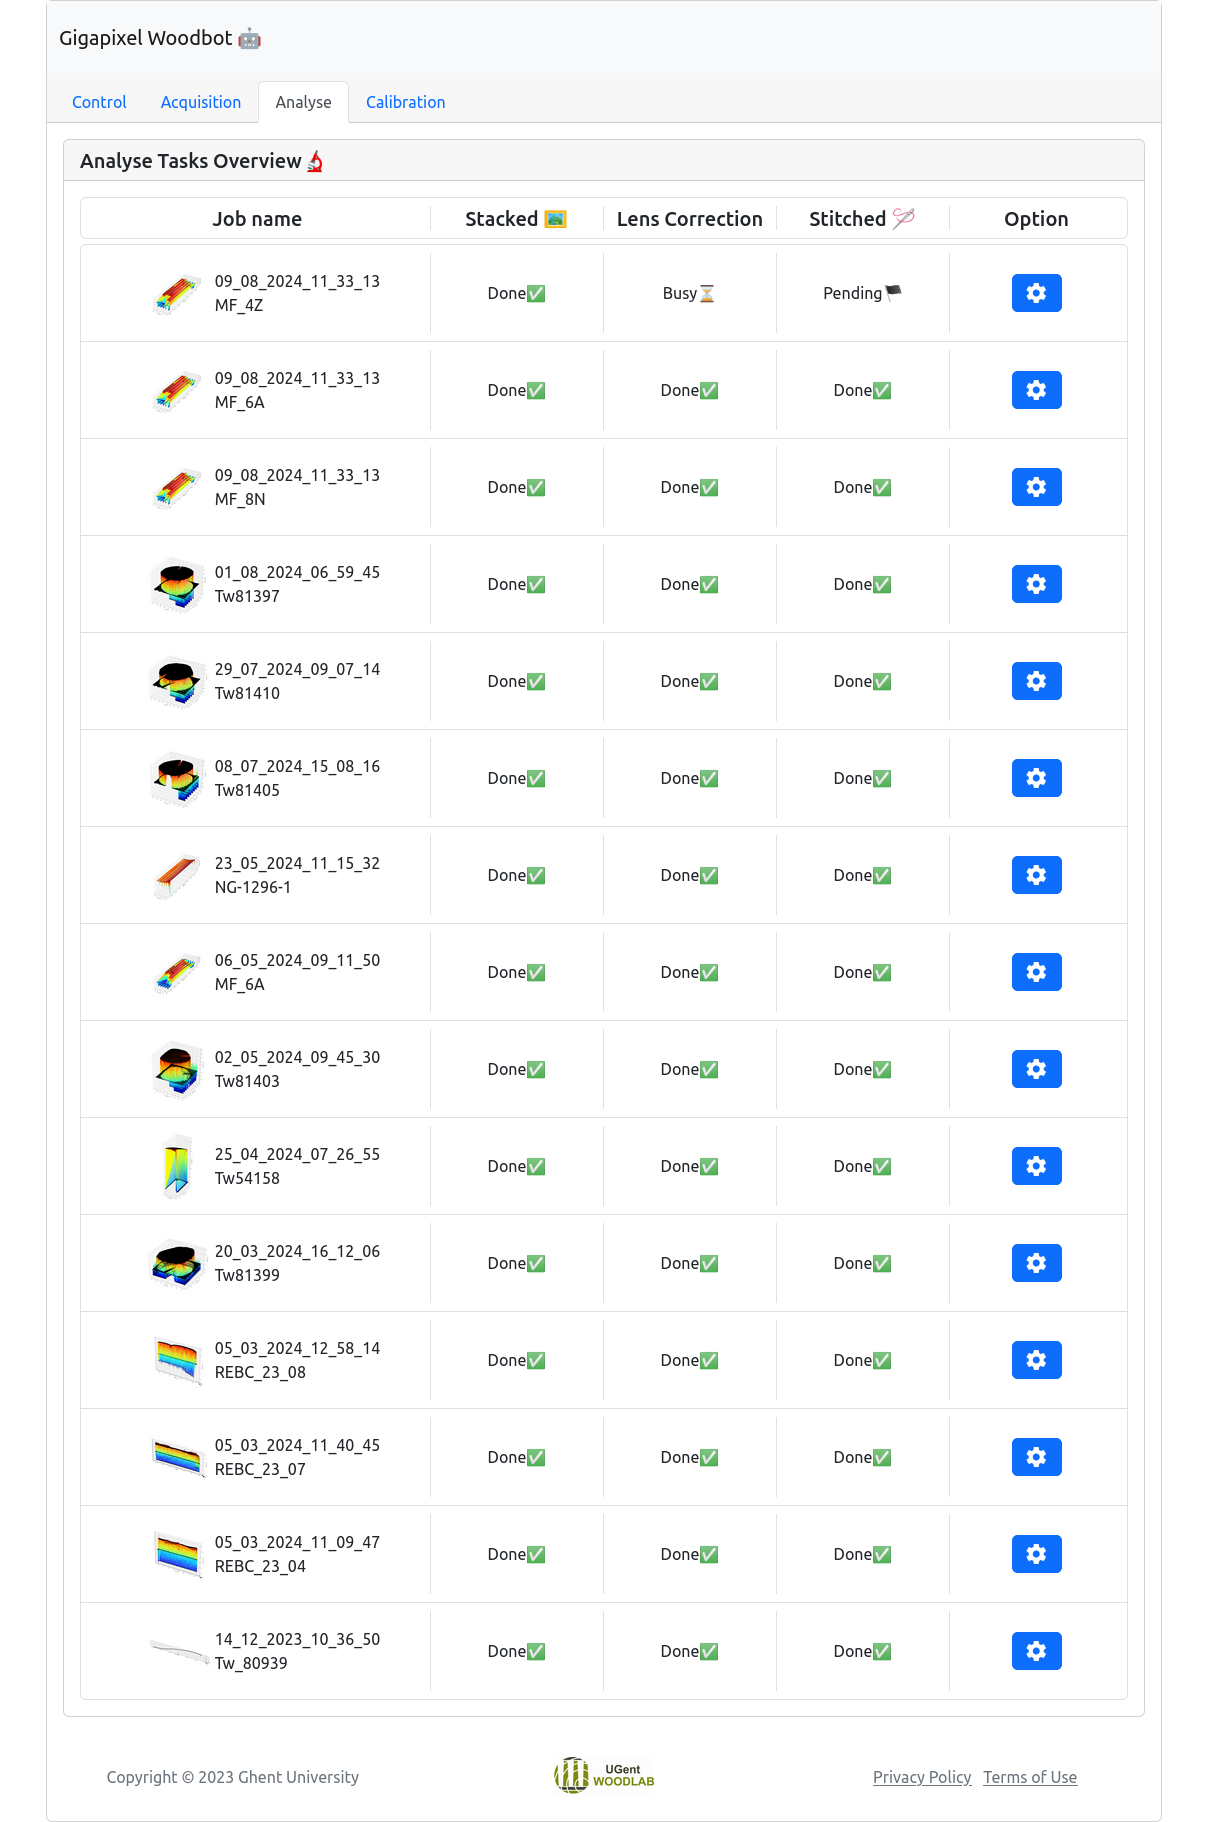 Gigapixel Woodbot 🤖
Control Acquisition Analyse Calibration
Analyse Tasks Overview 🔬
Job name Stacked 🖼️ Lens Correction Stitched 🪡 Option
09_08_2024_11_33_13
MF_4Z
Done✅ Busy⏳ Pending🏴
09_08_2024_11_33_13
MF_6A
Done✅ Done✅ Done✅
09_08_2024_11_33_13
MF_8N
Done✅ Done✅ Done✅
01_08_2024_06_59_45
Tw81397
Done✅ Done✅ Done✅
29_07_2024_09_07_14
Tw81410
Done✅ Done✅ Done✅
08_07_2024_15_08_16
Tw81405
Done✅ Done✅ Done✅
23_05_2024_11_15_32
NG-1296-1
Done✅ Done✅ Done✅
06_05_2024_09_11_50
MF_6A
Done✅ Done✅ Done✅
02_05_2024_09_45_30
Tw81403
Done✅ Done✅ Done✅
25_04_2024_07_26_55
Tw54158
Done✅ Done✅ Done✅
20_03_2024_16_12_06
Tw81399
Done✅ Done✅ Done✅
05_03_2024_12_58_14
REBC_23_08
Done✅ Done✅ Done✅
05_03_2024_11_40_45
REBC_23_07
Done✅ Done✅ Done✅
05_03_2024_11_09_47
REBC_23_04
Done✅ Done✅ Done✅
14_12_2023_10_36_50
Tw_80939
Done✅ Done✅ Done✅
Copyright © 2023 Ghent University
UGent
WOODLAB
Privacy Policy Terms of Use